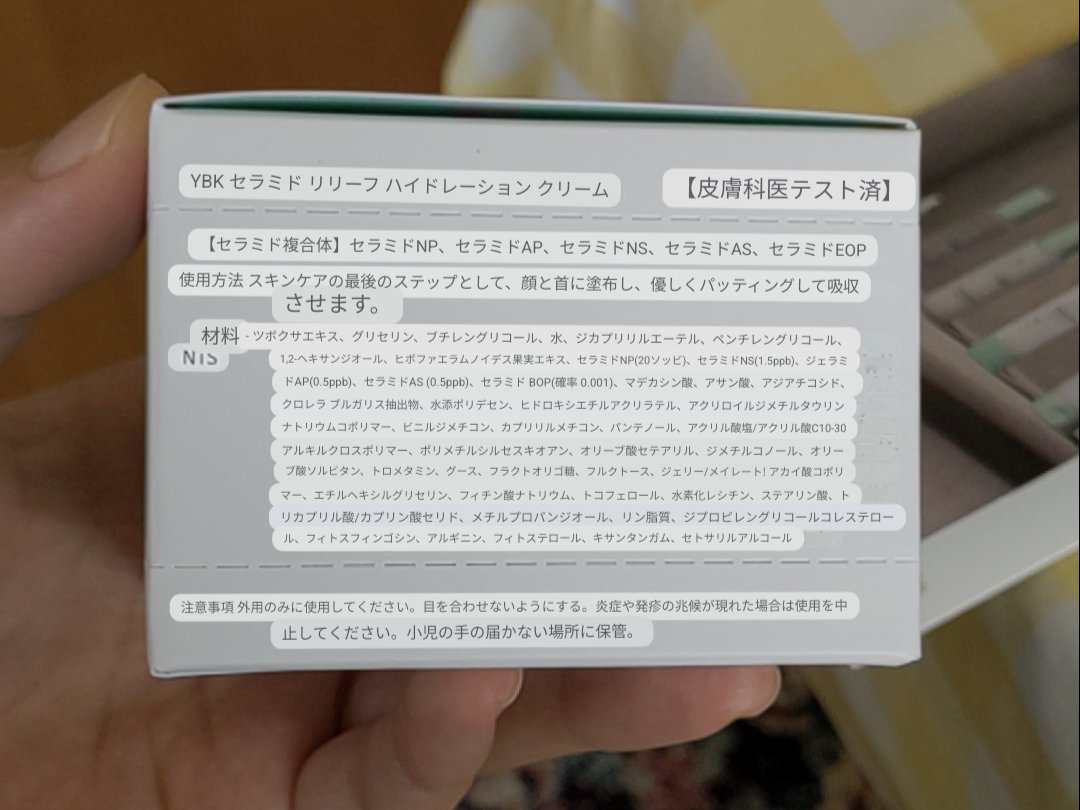 YBK セラミド リリーフ ハイドレーション クリーム
【皮膚科医テスト済】
【セラミド複合体】セラミドNP、セラミドAP、セラミドNS、セラミドAS、セラミドEOP
使用方法 スキンケアの最後のステップとして、顔と首に塗布し、優しくパッティングして吸収
させます。
材料 - ツボクサエキス、グリセリン、ブチレングリコール、水、ジカプリリルエーテル、ペンチレングリコール、
NTS
1,2-ヘキサンジオール、ヒポファエラムノイデス果実エキス、セラミドNP(20ソッビ)、セラミドNS(1.5ppb)、ジェラミ
ドAP(0.5ppb)、セラミドAS (0.5ppb)、セラミド BOP(確率 0.001)、マデカシン酸、アサン酸、アジアチコシド、
クロレラ ブルガリス抽出物、水添ポリデセン、ヒドロキシエチルアクリラテル、アクリロイルジメチルタウリン
ナトリウムコポリマー、ビニルジメチコン、カプリリルメチコン、パンテノール、アクリル酸塩/アクリル酸C10-30
アルキルクロスポリマー、ポリメチルシルセスキオアン、オリーブ酸セテアリル、ジメチルコノール、オリー
ブ酸ソルビタン、トロメタミン、グース、フラクトオリゴ糖、フルクトース、ジェリー/メイレート! アカイ酸コポリ
マー、エチルヘキシルグリセリン、フィチン酸ナトリウム、トコフェロール、水素化レシチン、ステアリン酸、ト
リカプリル酸/カプリン酸セリド、メチルプロパンジオール、リン脂質、ジプロピレングリコールコレステロー
ル、フィトスフィンゴシン、アルギニン、フィトステロール、キサンタンガム、セトサリルアルコール
注意事項 外用のみに使用してください。目を合わせないようにする。炎症や発疹の兆候が現れた場合は使用を中
止してください。小児の手の届かない場所に保管。